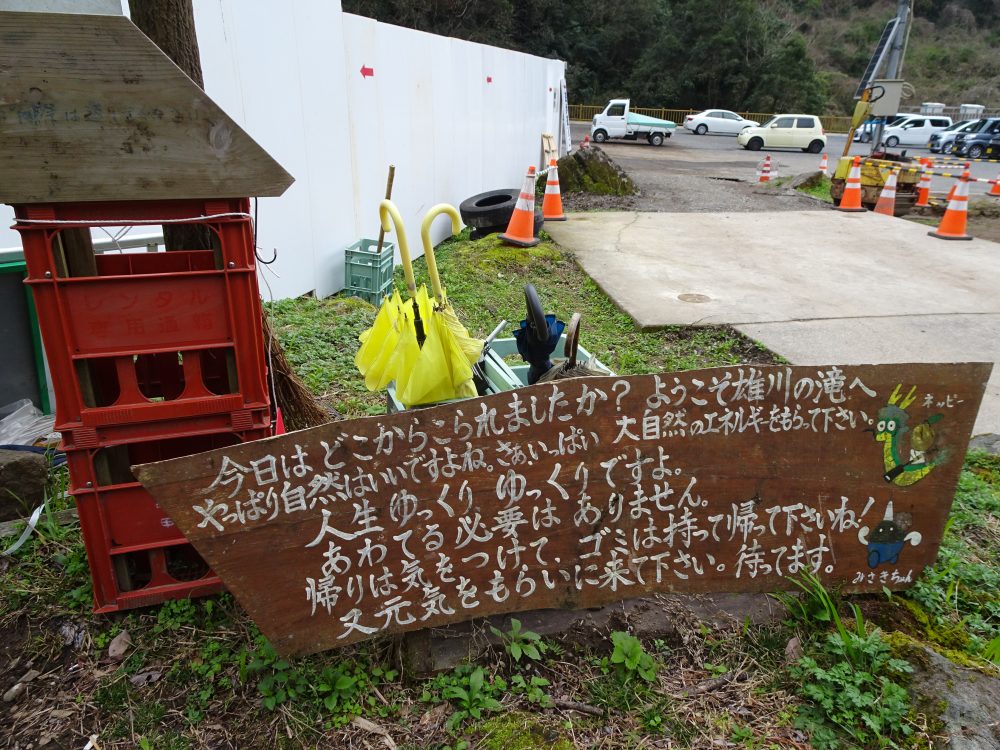 レンタル
専用通箱
今日はどこからこられましたか? ようこそ雄川の滝へ
やっぱり自然はいいですよね。さぁ、いっぱい 大自然のエネルギーをもらって下さい。
人生 ゆっくり ゆっくりですよ。
あわてる必要は ありません。
帰りは気をつけて、ゴミは持って帰って下さいね!
又元気をもらいに来て下さい。待ってます。
ネッピー
みさきちゃん